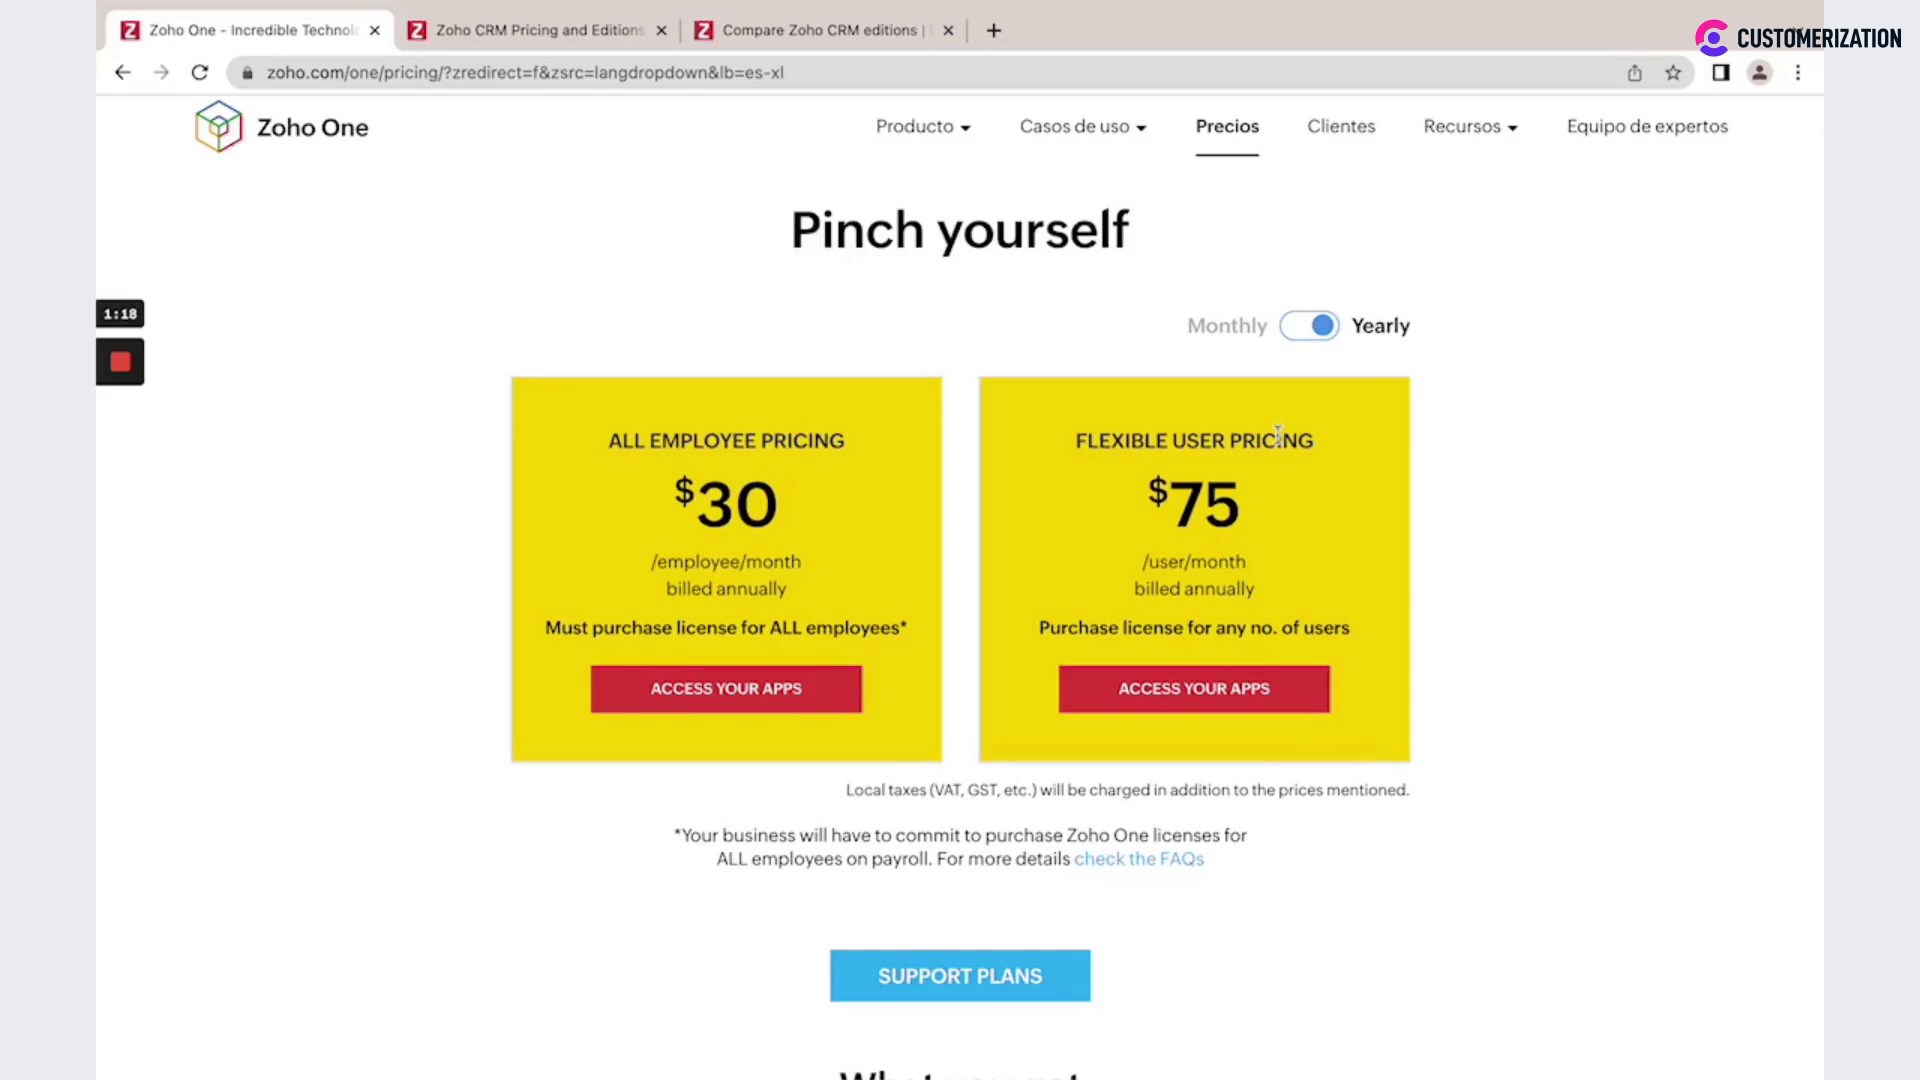 Zoho One - Incredible Technolo
Zoho CRM Pricing and Editions
Compare Zoho CRM editions |
CUSTOMERIZATION
zoho.com/one/pricing/?zredirect=f&zsrc=langdropdown&lb=es-xl
Zoho One
Producto
Casos de uso
Precios
Clientes
Recursos
Equipo de expertos
Pinch yourself
1:18
Monthly
Yearly
ALL EMPLOYEE PRICING
$30
/employee/month
billed annually
Must purchase license for ALL employees*
ACCESS YOUR APPS
FLEXIBLE USER PRICING
$75
/user/month
billed annually
Purchase license for any no. of users
ACCESS YOUR APPS
Local taxes (VAT, GST, etc.) will be charged in addition to the prices mentioned.
*Your business will have to commit to purchase Zoho One licenses for
ALL employees on payroll. For more details check the FAQs
SUPPORT PLANS
What you get